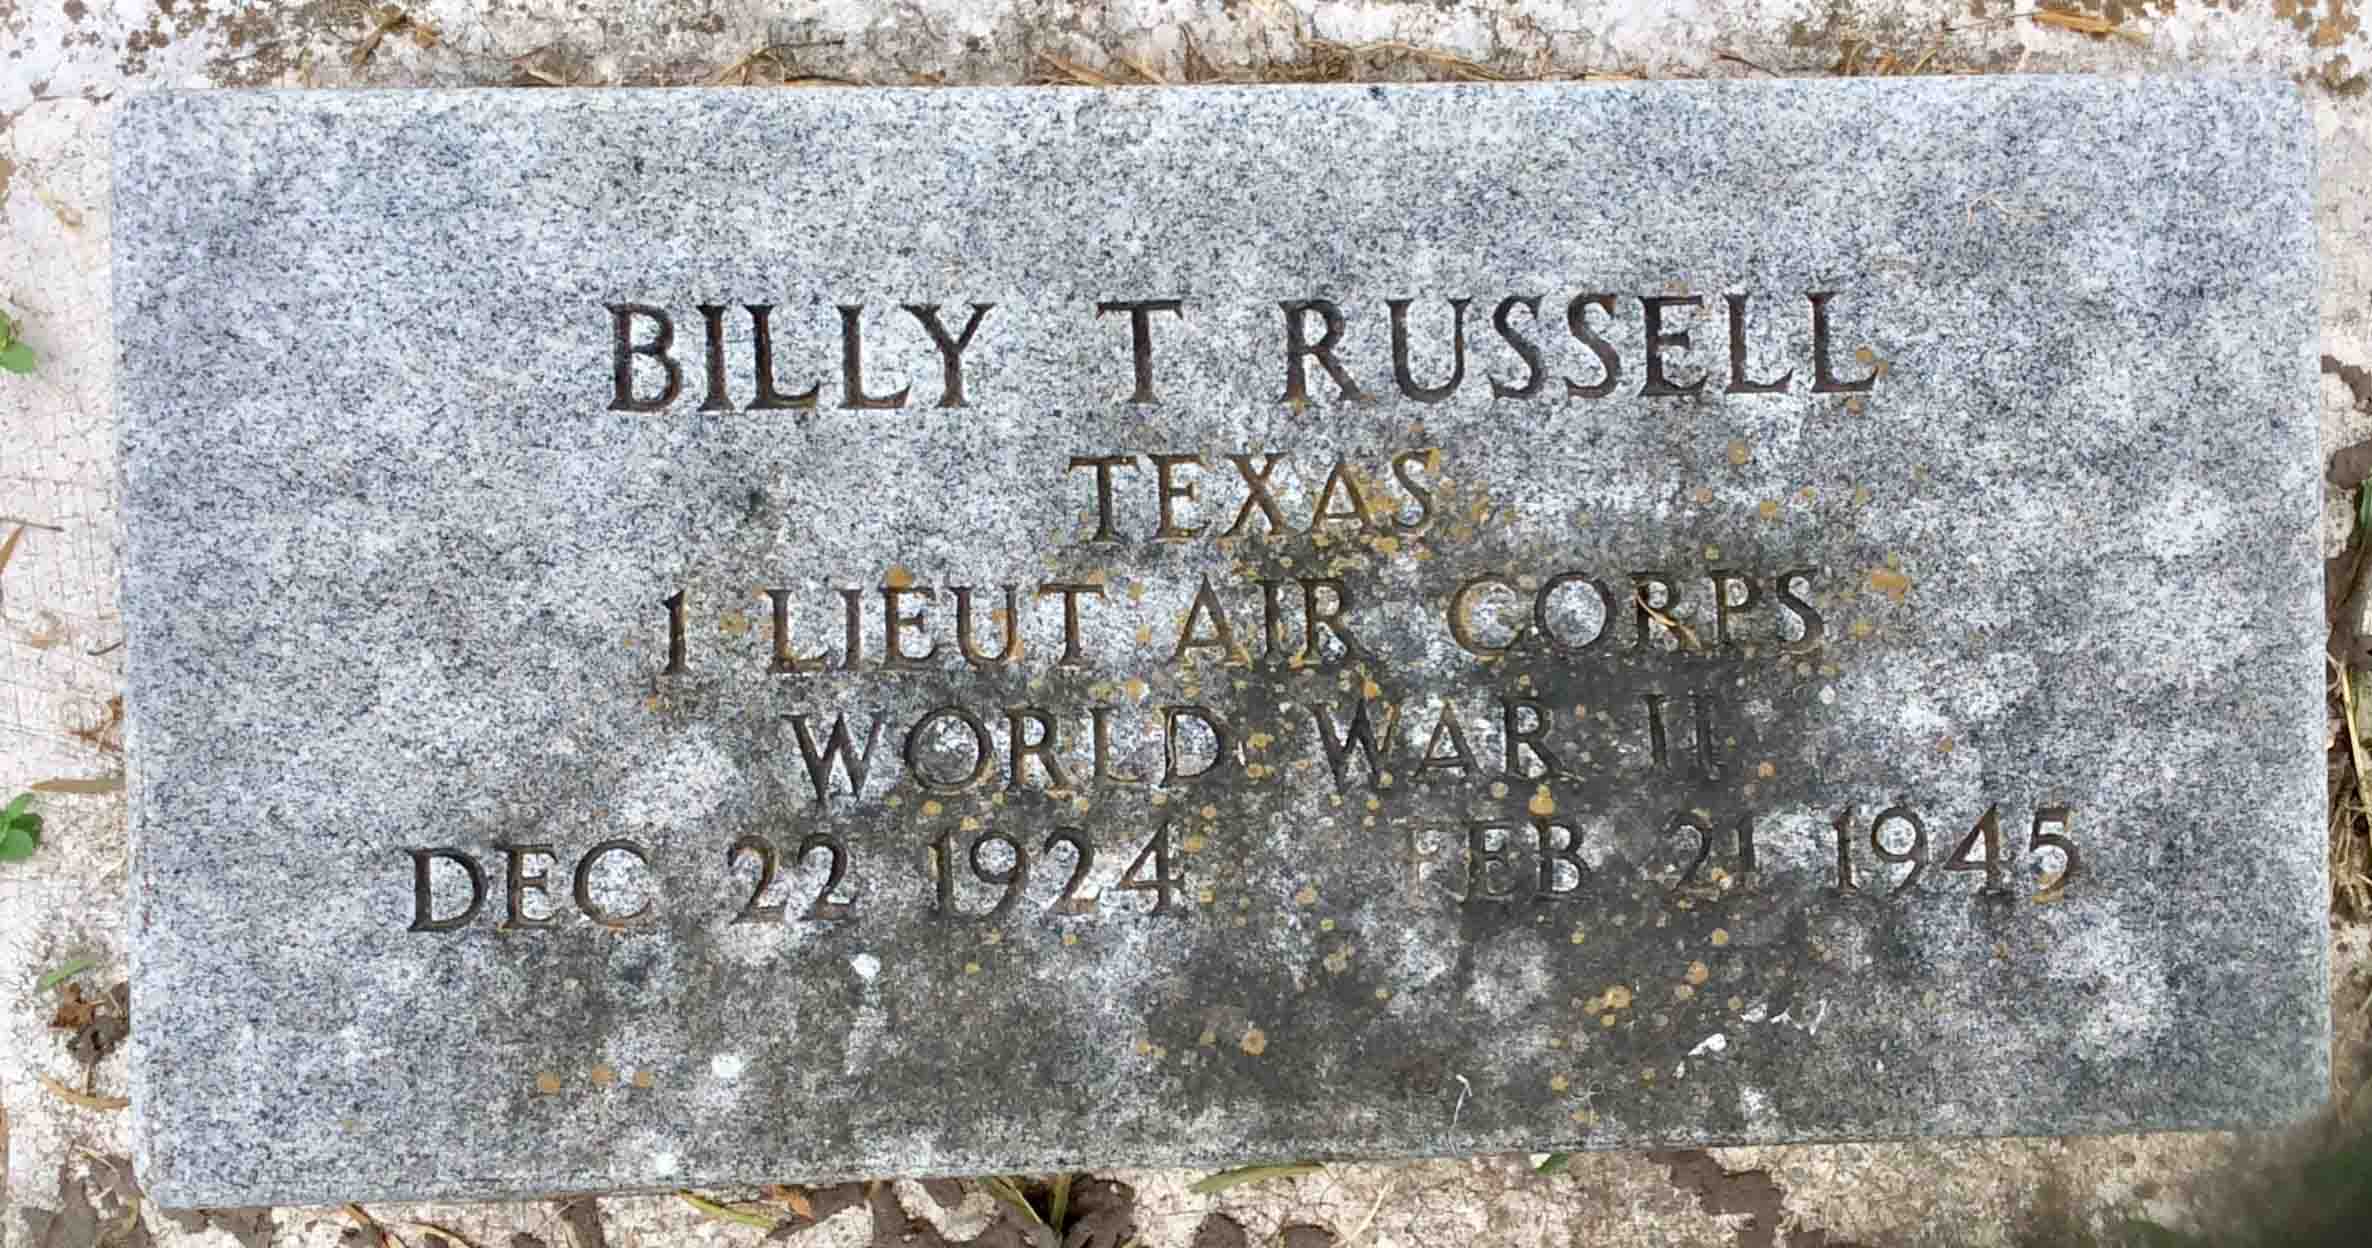 BILLY T RUSSELL
TEXAS
1 LIEUT AIR CORPS
WORLD WAR II
DEC 22 1924 FEB 21 1945